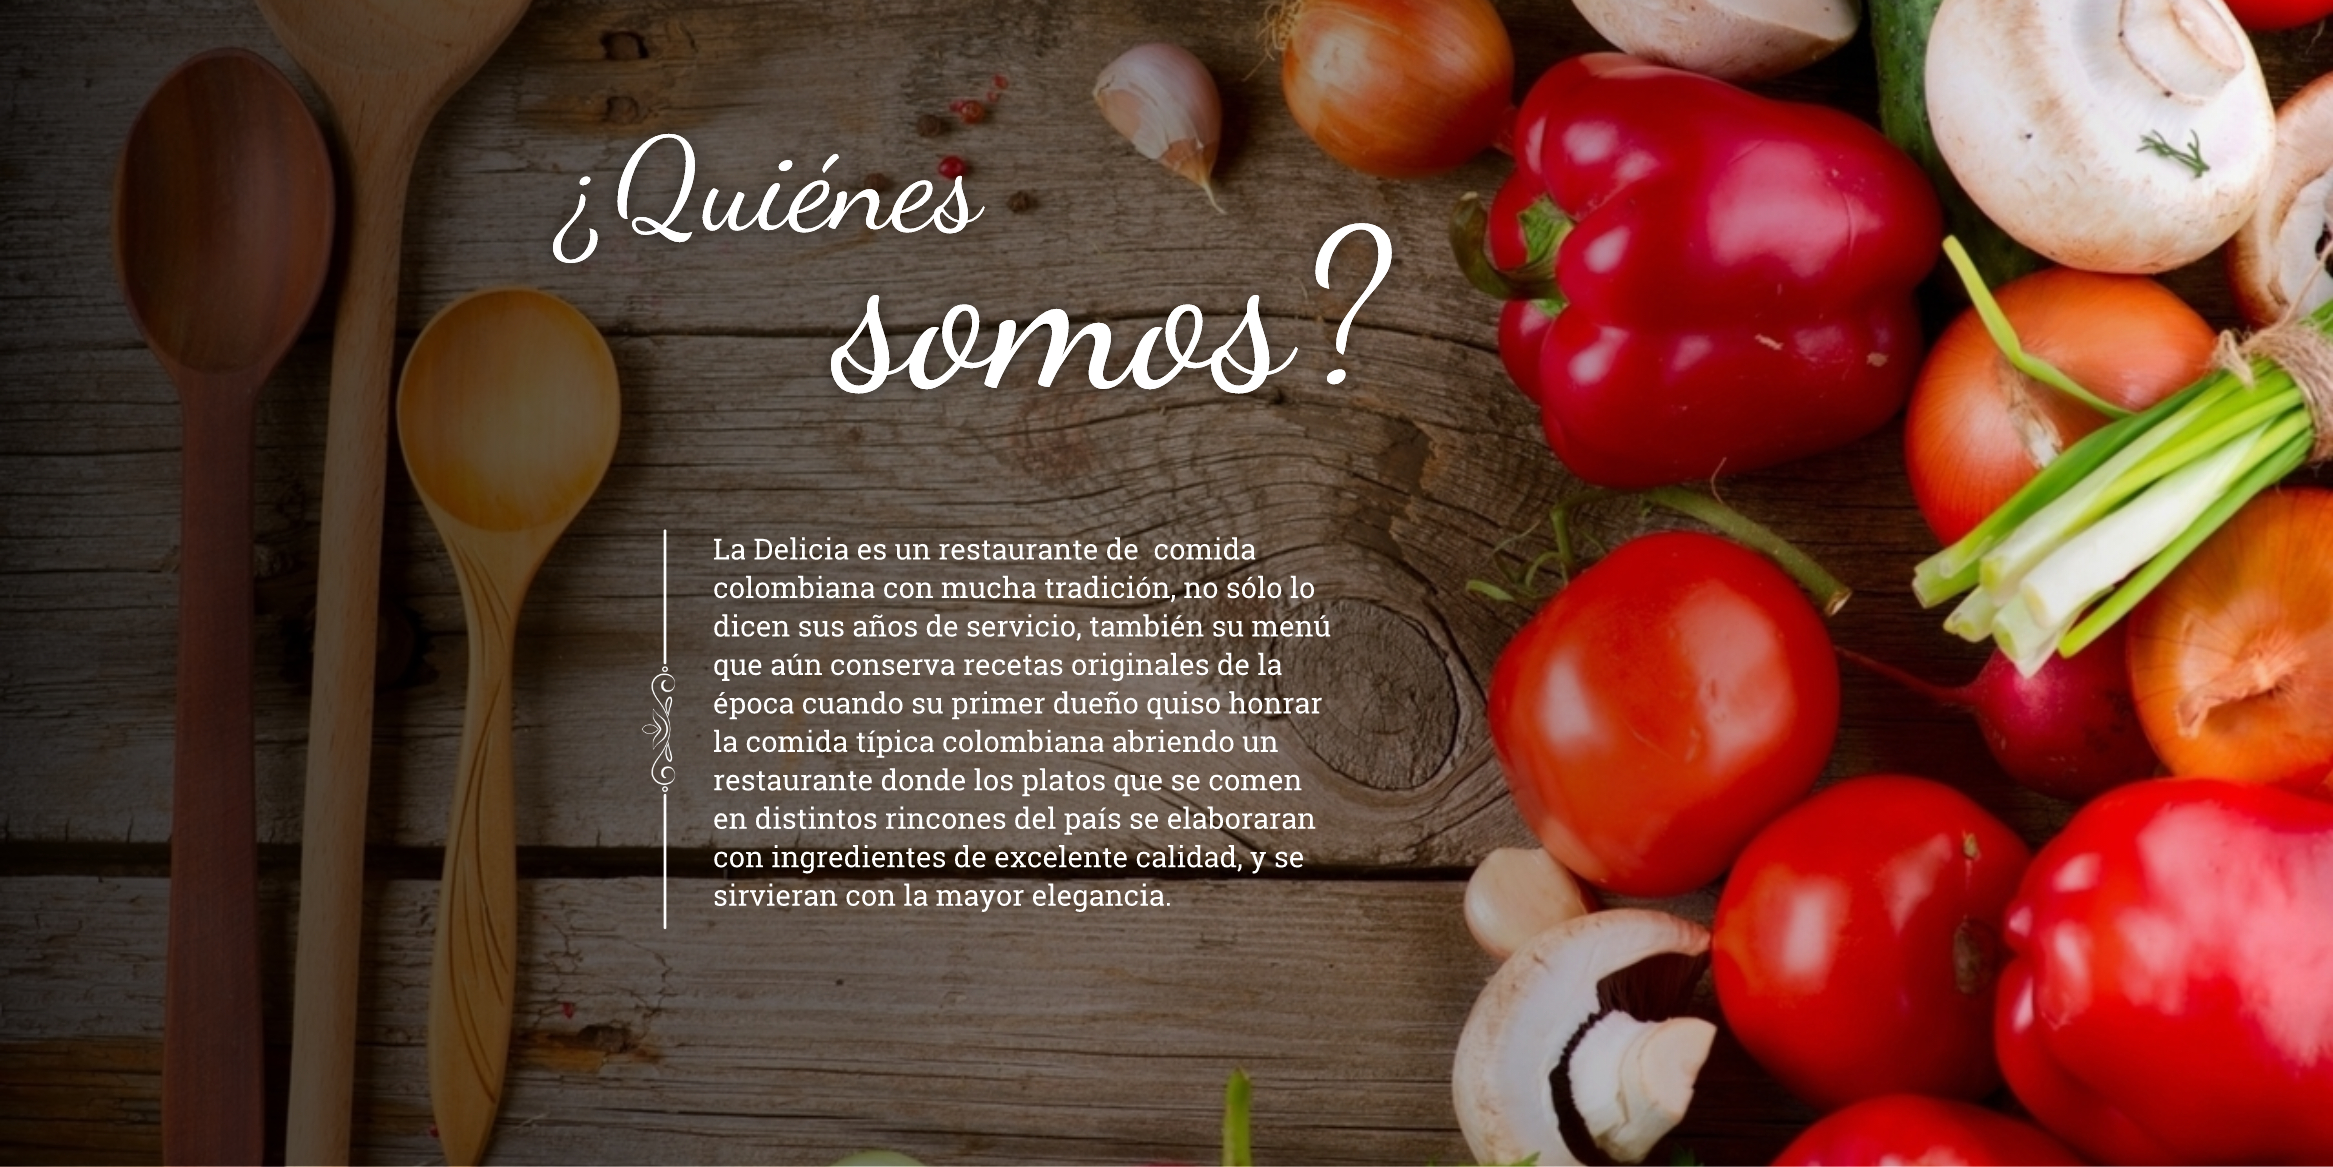 ¿Quiénes
somos?
La Delicia es un restaurante de  comida
colombiana con mucha tradición, no sólo lo
dicen sus años de servicio, también su menú
que aún conserva recetas originales de la
época cuando su primer dueño quiso honrar
la comida típica colombiana abriendo un
restaurante donde los platos que se comen
en distintos rincones del país se elaboraran
con ingredientes de excelente calidad, y se
sirvieran con la mayor elegancia.